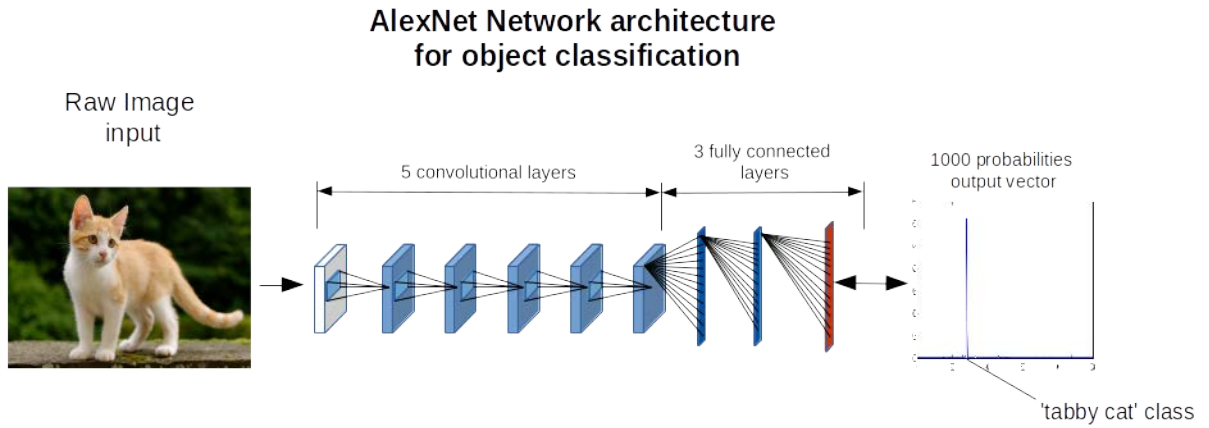 AlexNet Network architecture
for object classification
Raw Image
input
5 convolutional layers
3 fully connected
layers
1000 probabilities
output vector
'tabby cat' class